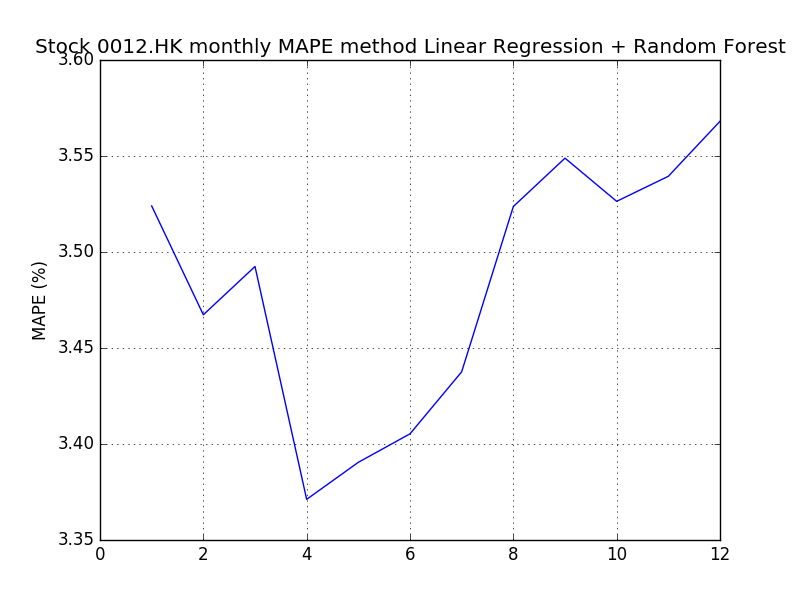 Stock 0012.HK monthly MAPE method Linear Regression + Random Forest
3.60
3.55
3.50
3.45
3.40
3.35
MAPE (%)
0 2 4 6 8 10 12